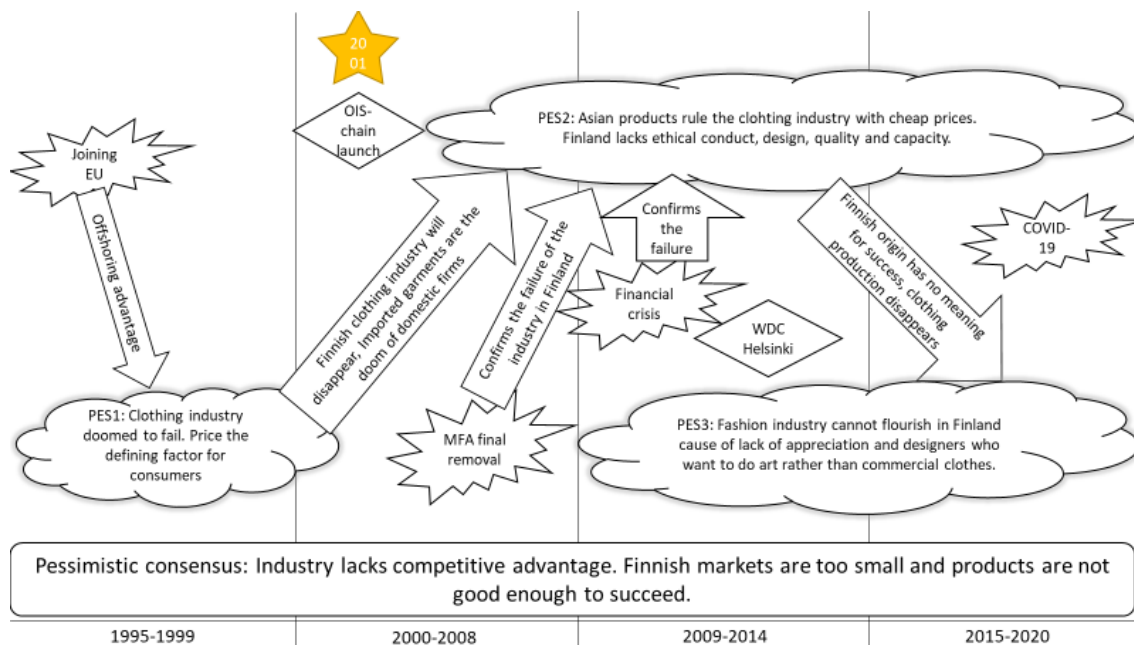 20
01
OIS-
chain
launch
PES2: Asian products rule the clohting industry with cheap prices.
Finland lacks ethical conduct, design, quality and capacity.
Joining
EU
Offshoring advantage
Finnish clothing industry will
disappear, Imported garments are the
doom of domestic firms
Confirms the failure of the
industry in Finland
Confirms
the
failure
Financial
crisis
Finnish origin has no meaning
for success, clothing
production disappears
COVID-
19
WDC
Helsinki
PES1: Clothing industry
doomed to fail. Price the
defining factor for
consumers
MFA final
removal
PES3: Fashion industry cannot flourish in Finland
cause of lack of appreciation and designers who
want to do art rather than commercial clothes.
Pessimistic consensus: Industry lacks competitive advantage. Finnish markets are too small and products are not
good enough to succeed.
1995-1999
2000-2008
2009-2014
2015-2020